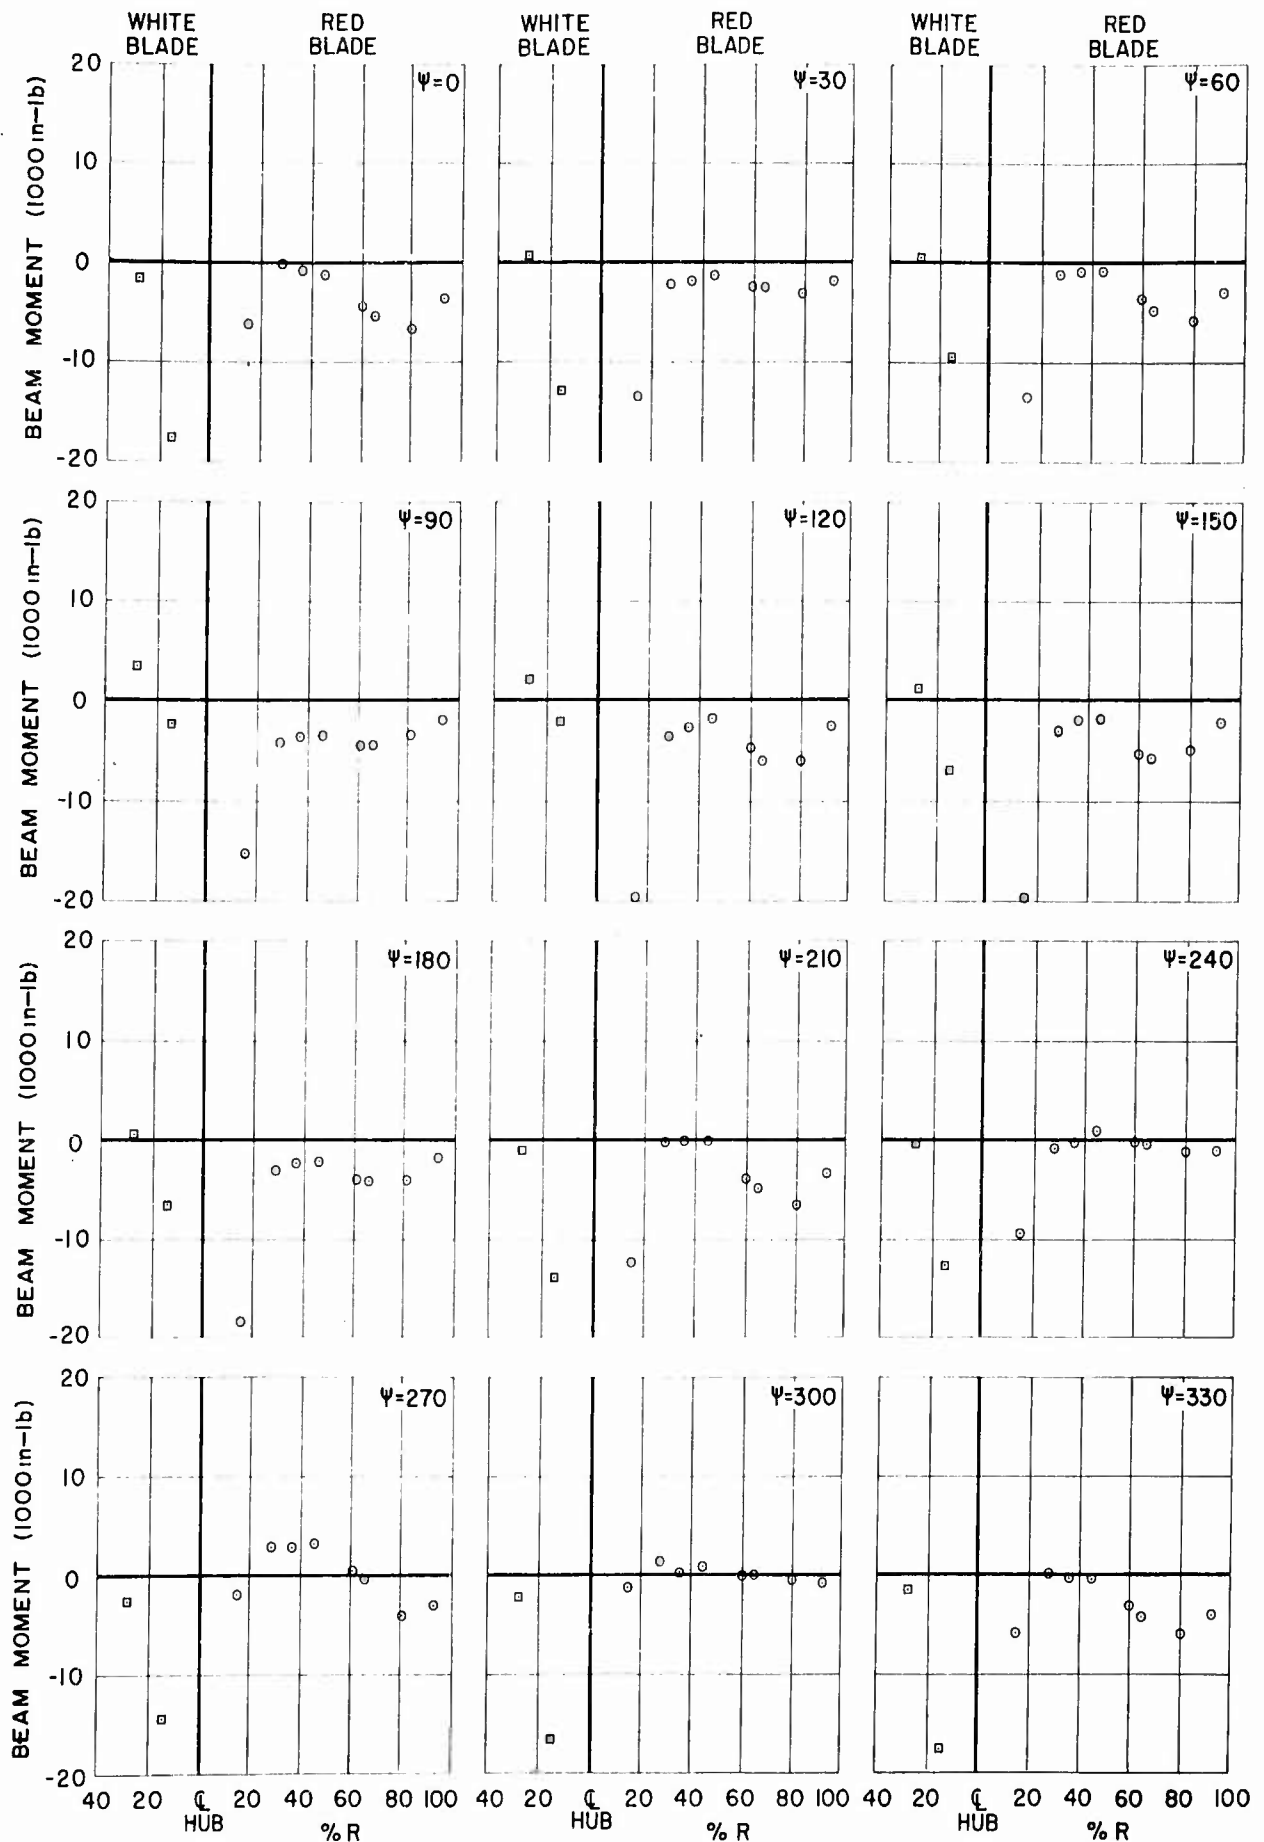 WHITE BLADE RED BLADE WHITE BLADE RED BLADE WHITE BLADE RED BLADE
BEAM MOMENT (1000 in-lb)
20
10
0
-10
-20
Ψ=0
Ψ=30
Ψ=60
BEAM MOMENT (1000 in-lb)
20
10
0
-10
-20
Ψ=90
Ψ=120
Ψ=150
BEAM MOMENT (1000 in-lb)
20
10
0
-10
-20
Ψ=180
Ψ=210
Ψ=240
BEAM MOMENT (1000 in-lb)
20
10
0
-10
-20
Ψ=270
Ψ=300
Ψ=330
40 20 ℄ 20 40 60 80 100 40 20 ℄ 20 40 60 80 100 40 20 ℄ 20 40 60 80 100
HUB % R HUB % R HUB % R